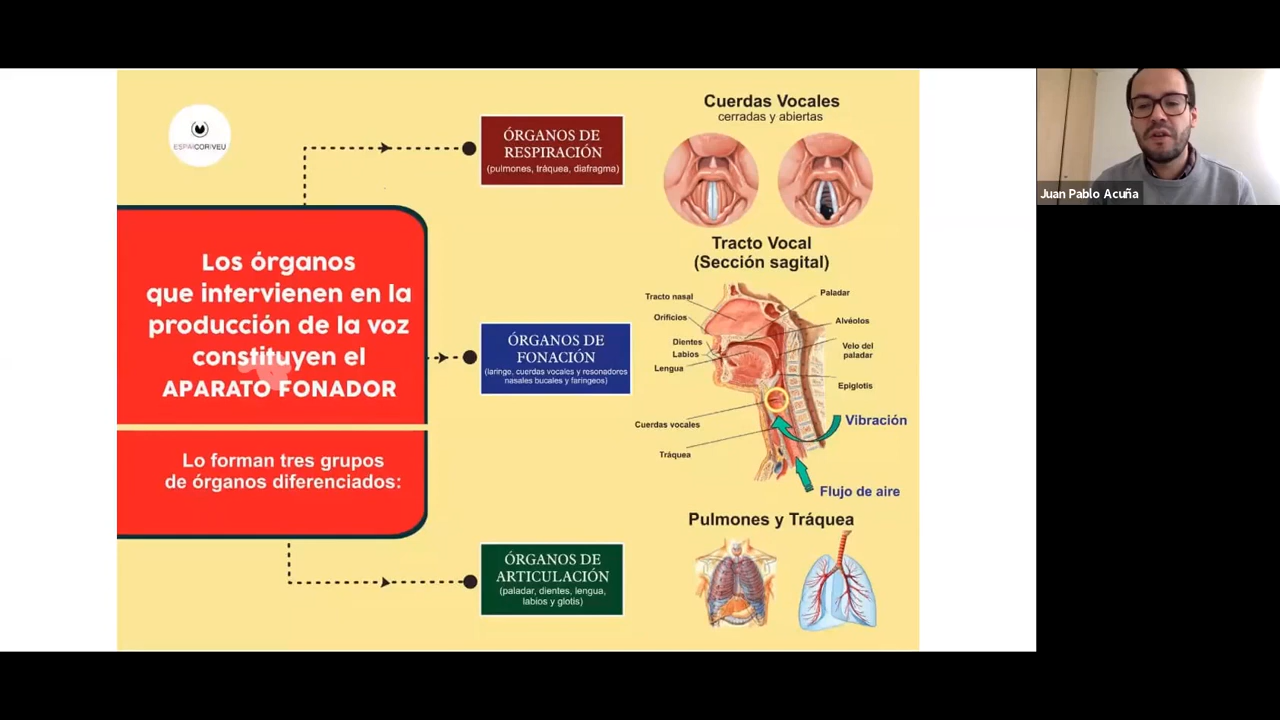 ESPAICORIVEU
Los órganos
que intervienen en la
producción de la voz
constituyen el
APARATO FONADOR
Lo forman tres grupos
de órganos diferenciados:
ÓRGANOS DE
RESPIRACIÓN
(pulmones, tráquea, diafragma)
ÓRGANOS DE
FONACIÓN
(laringe, cuerdas vocales y resonadores
nasales bucales y faríngeos)
ÓRGANOS DE
ARTICULACIÓN
(paladar, dientes, lengua,
labios y glotis)
Cuerdas Vocales
cerradas y abiertas
Tracto Vocal
(Sección sagital)
Tracto nasal
Orificios
Dientes
Labios
Lengua
Cuerdas vocales
Tráquea
Paladar
Alvéolos
Velo del
paladar
Epiglotis
Vibración
Flujo de aire
Pulmones y Tráquea
Juan Pablo Acuña